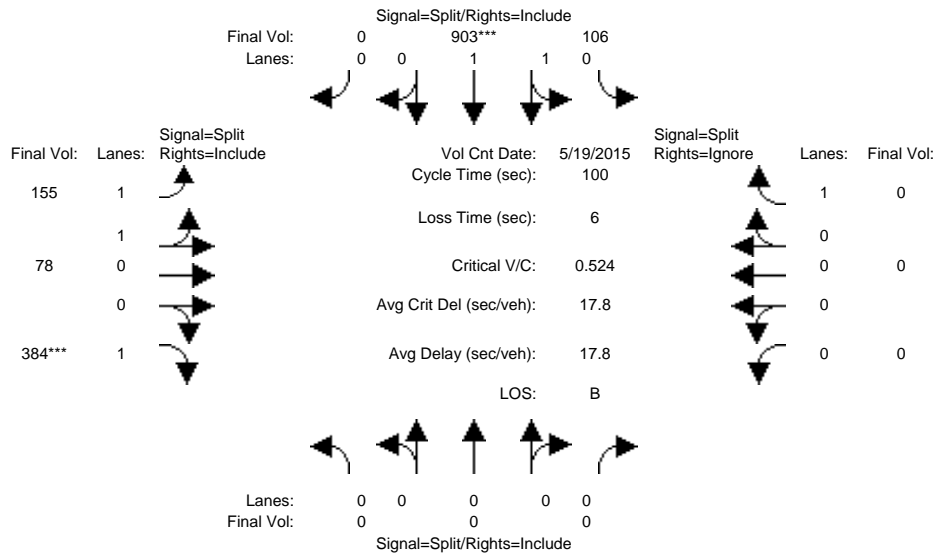 Signal=Split/Rights=Include
Final Vol: 0 903*** 106
Lanes: 0 0 1 1 0
Signal=Split
Final Vol: Lanes: Rights=Include
Vol Cnt Date: 5/19/2015
Signal=Split
Rights=Ignore Lanes: Final Vol:
Cycle Time (sec): 100
155 1
1 0
Loss Time (sec): 6
1
0
78 0
Critical V/C: 0.524
0 0
0
Avg Crit Del (sec/veh): 17.8
0
384*** 1
Avg Delay (sec/veh): 17.8
0 0
LOS: B
Lanes: 0 0 0 0 0
Final Vol: 0 0 0
Signal=Split/Rights=Include